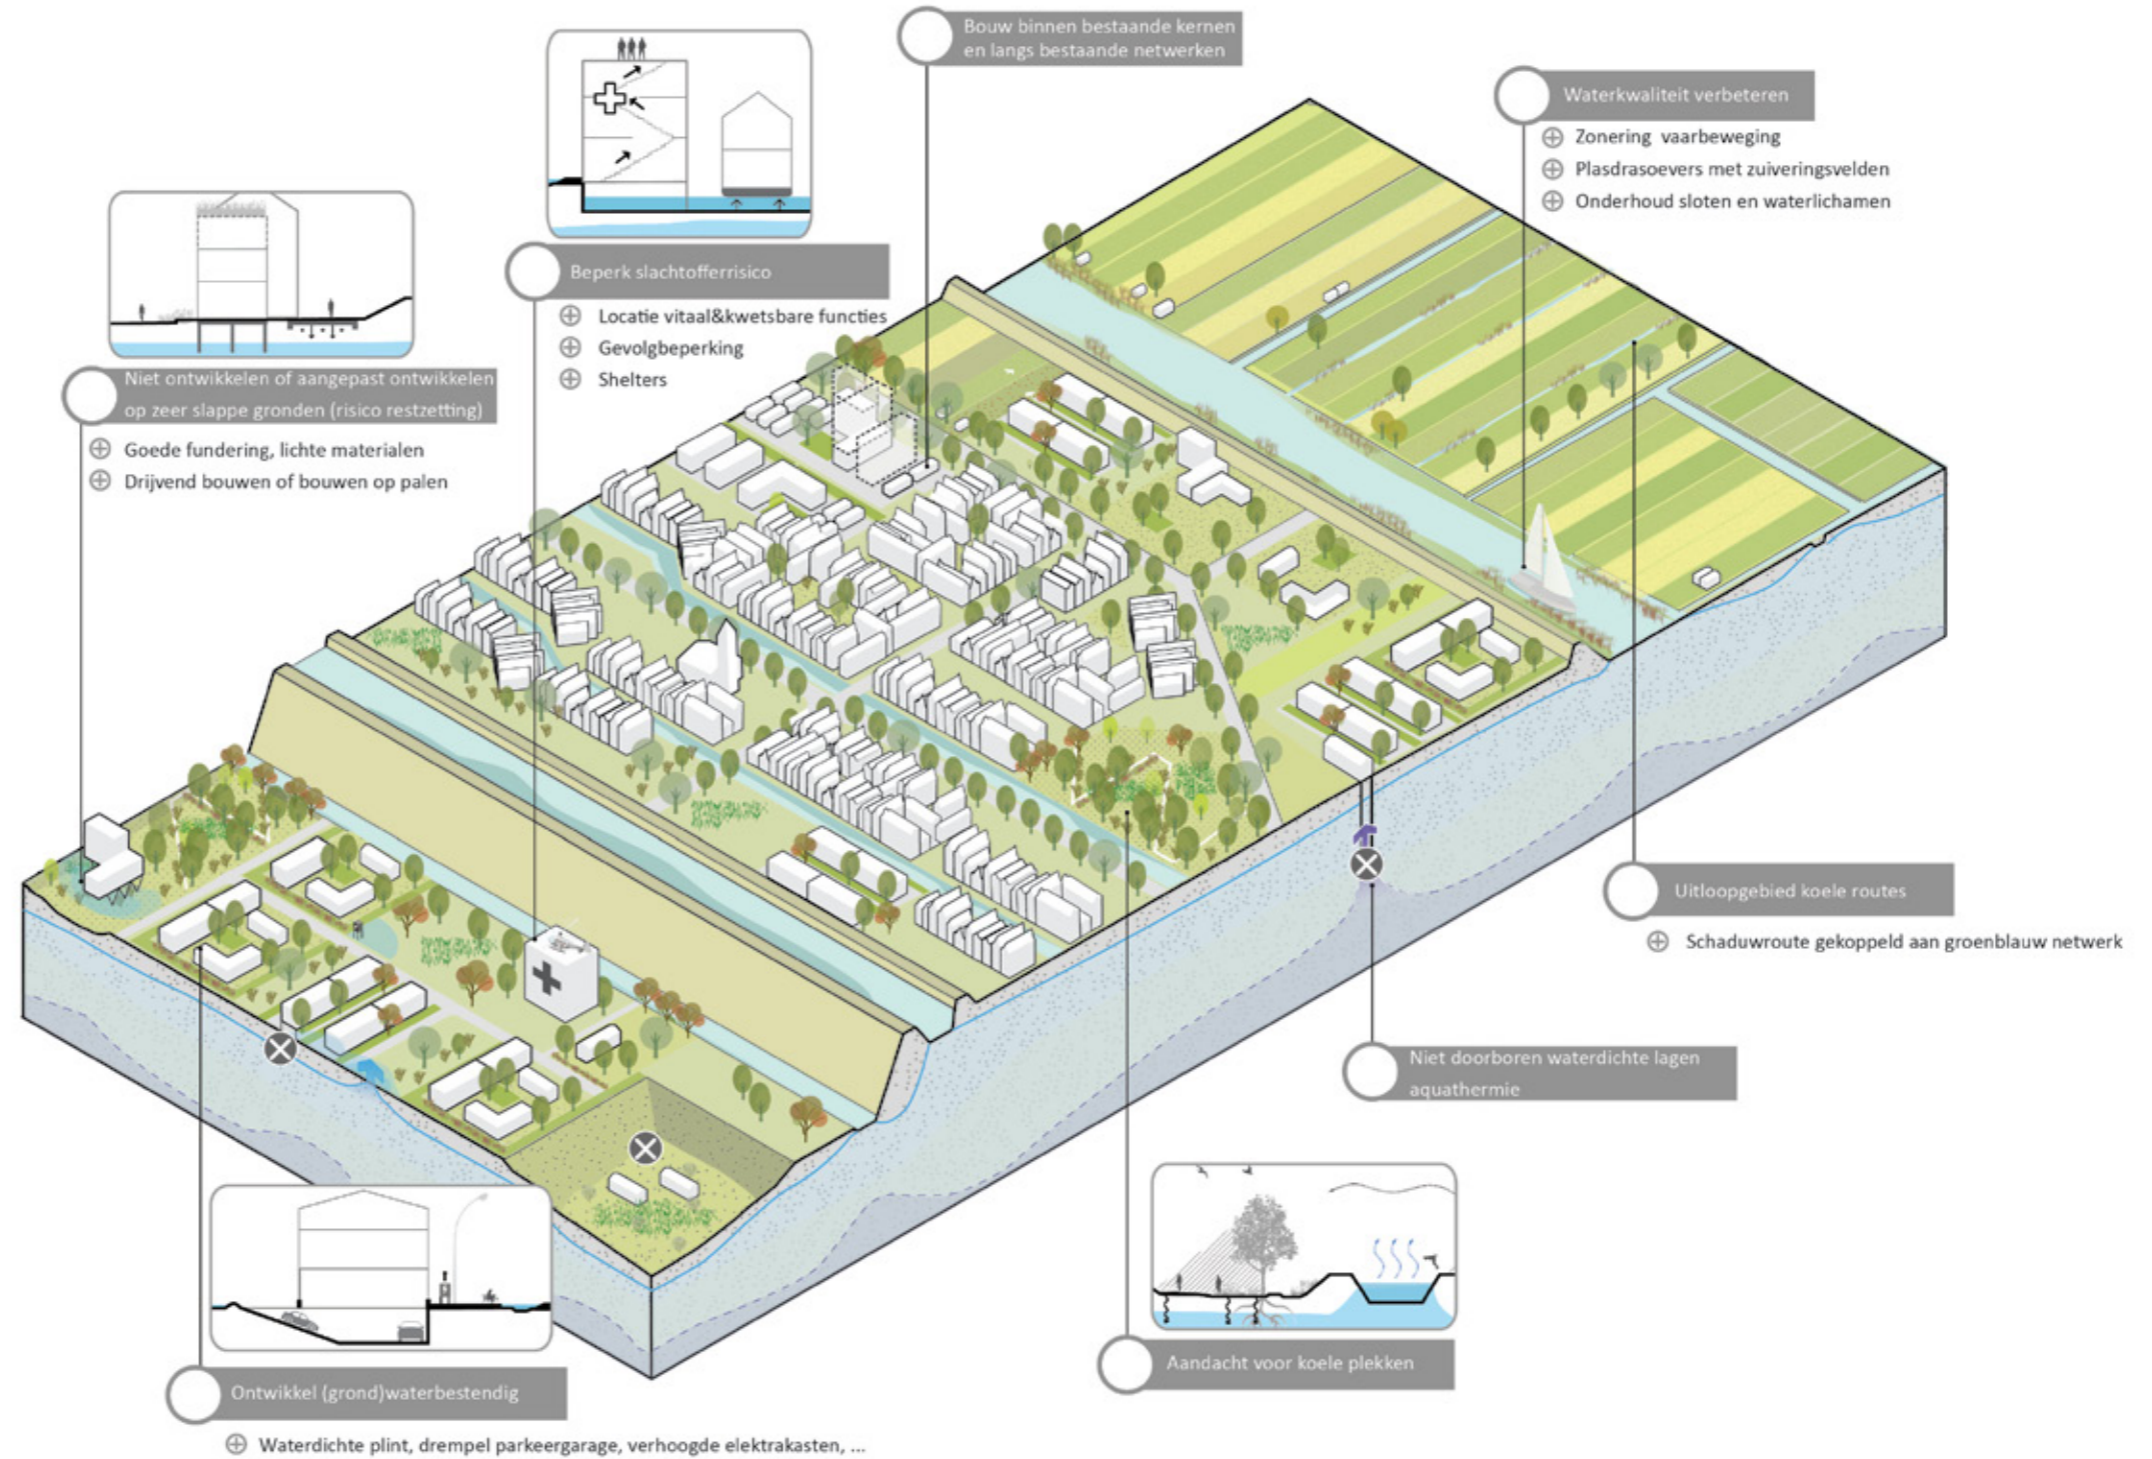 Bouw binnen bestaande kernen
en langs bestaande netwerken
Waterkwaliteit verbeteren
Zonering vaarbeweging
Plasdrasoevers met zuiveringsvelden
Onderhoud sloten en waterlichamen
Beperk slachtofferrisico
Locatie vitaal&kwetsbare functies
Gevolgbeperking
Shelters
Niet ontwikkelen of aangepast ontwikkelen
op zeer slappe gronden (risico restzetting)
Goede fundering, lichte materialen
Drijvend bouwen of bouwen op palen
Uitloopgebied koele routes
Schaduwroute gekoppeld aan groenblauw netwerk
Niet doorboren waterdichte lagen
aquathermie
Aandacht voor koele plekken
Ontwikkel (grond)waterbestendig
Waterdichte plint, drempel parkeergarage, verhoogde elektrakasten, ...